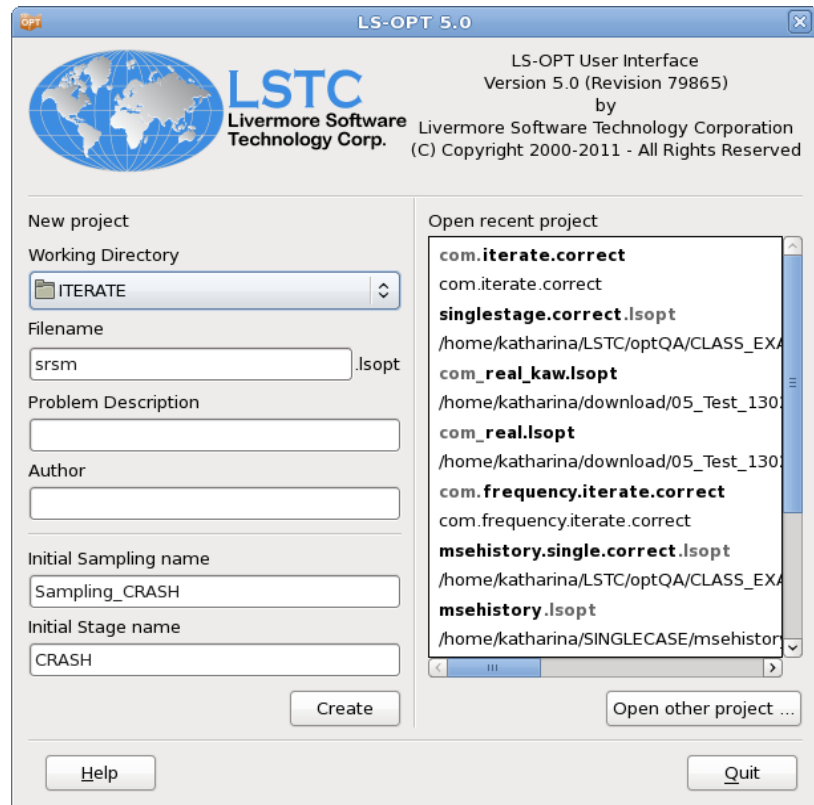 OPT
LS-OPT 5.0
LSTC
Livermore Software
Technology Corp.
LS-OPT User Interface
Version 5.0 (Revision 79865)
by
Livermore Software Technology Corporation
(C) Copyright 2000-2011 - All Rights Reserved
New project
Working Directory
ITERATE
Filename
srsm
.lsopt
Problem Description
Author
Initial Sampling name
Sampling_CRASH
Initial Stage name
CRASH
Create
Open recent project
com.iterate.correct
com.iterate.correct
singlestage.correct.lsopt
/home/katharina/LSTC/optQA/CLASS_EXA
com_real_kaw.lsopt
/home/katharina/download/05_Test_130
com_real.lsopt
/home/katharina/download/05_Test_130
com.frequency.iterate.correct
com.frequency.iterate.correct
msehistory.single.correct.lsopt
/home/katharina/LSTC/optQA/CLASS_EXA
msehistory.lsopt
/home/katharina/SINGLECASE/msehistory
Open other project ...
Help
Quit